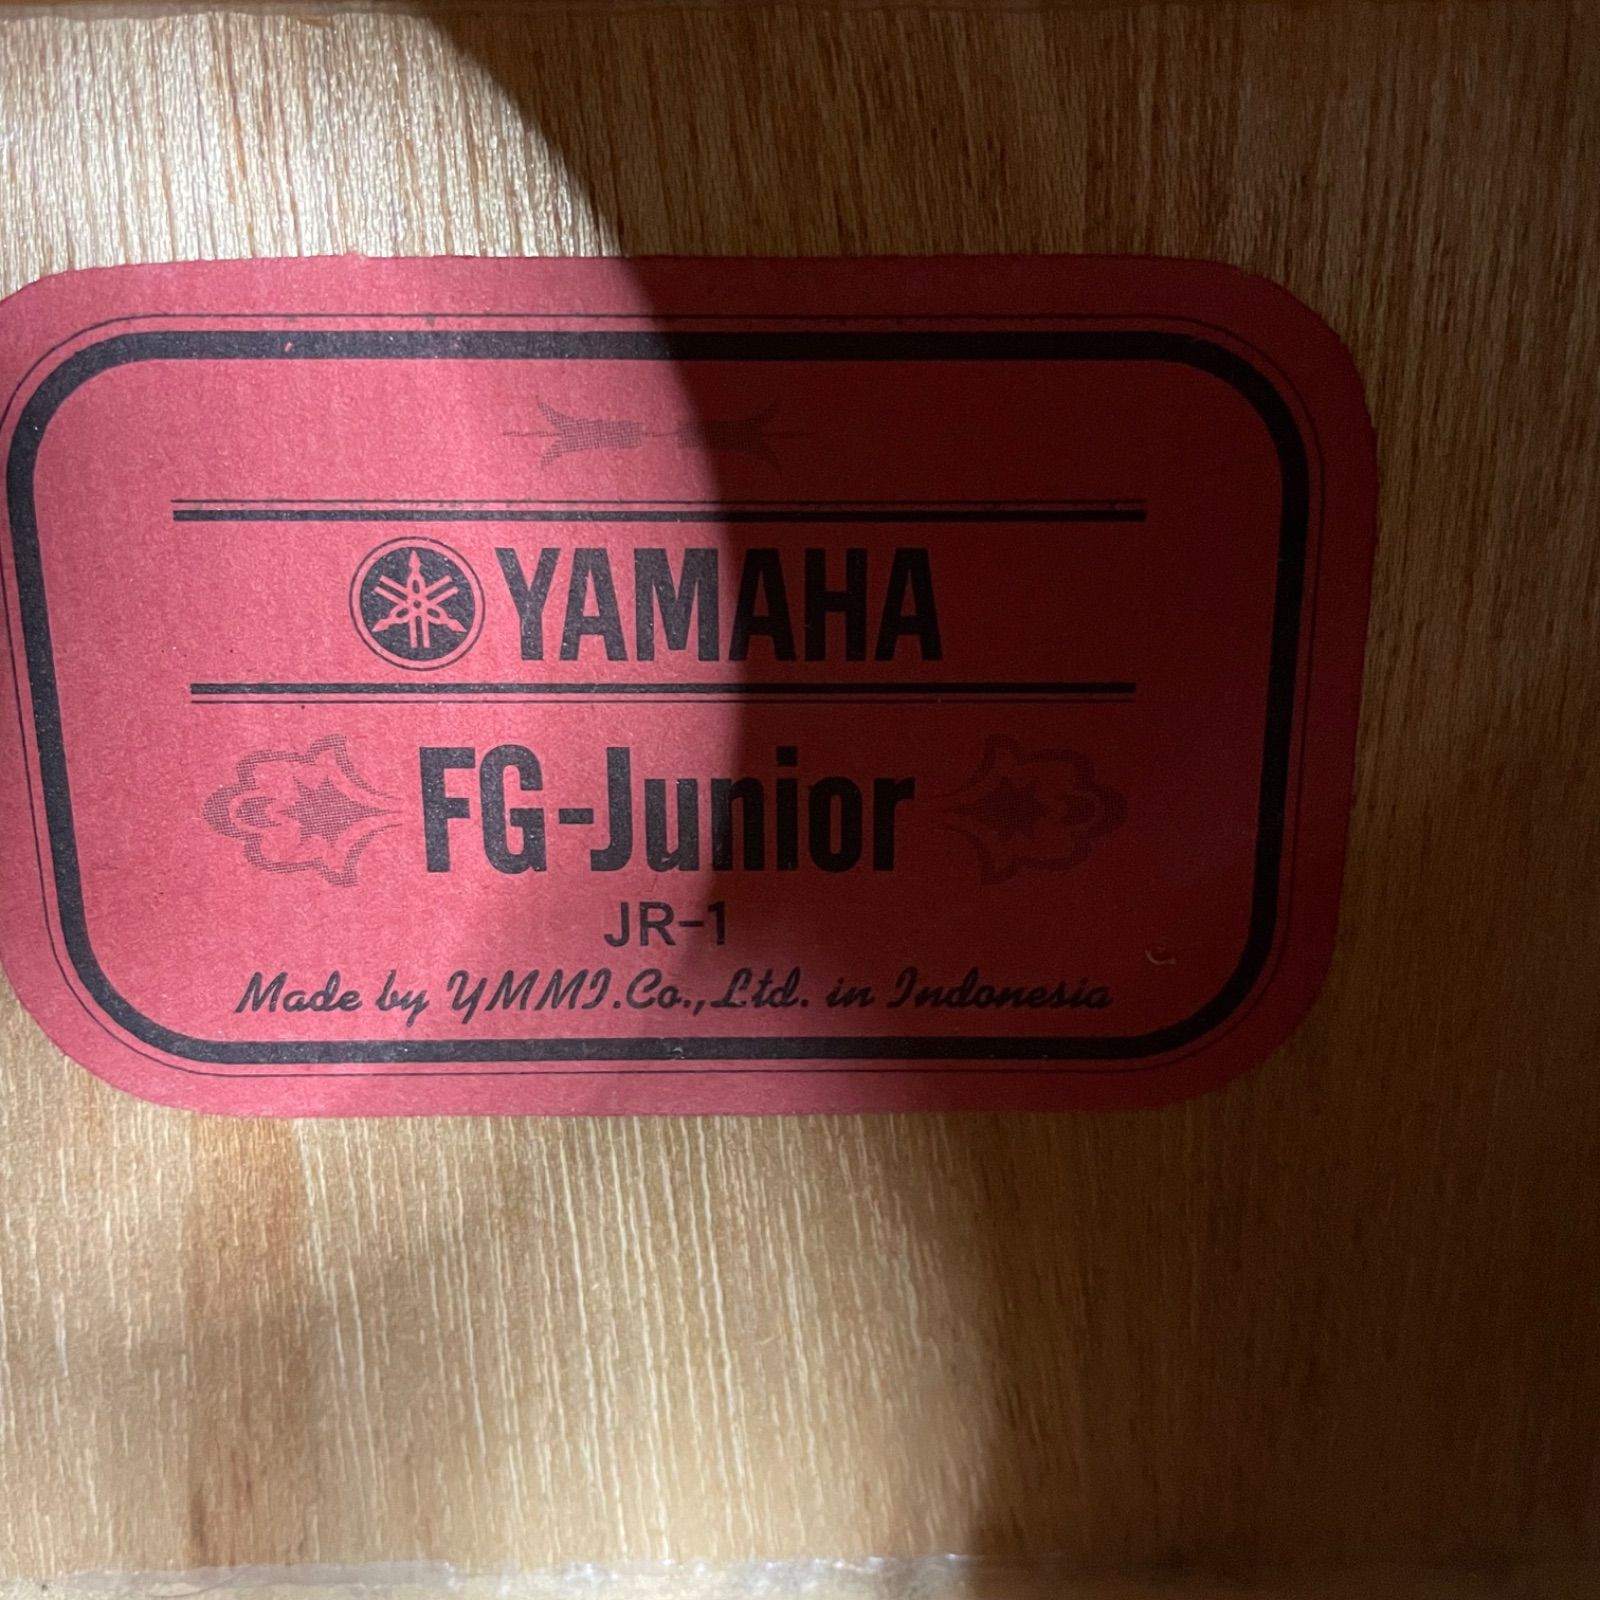 YAMAHA
FG-Junior
JR-1
Made by YMMI.Co.,Ltd. in Indonesia